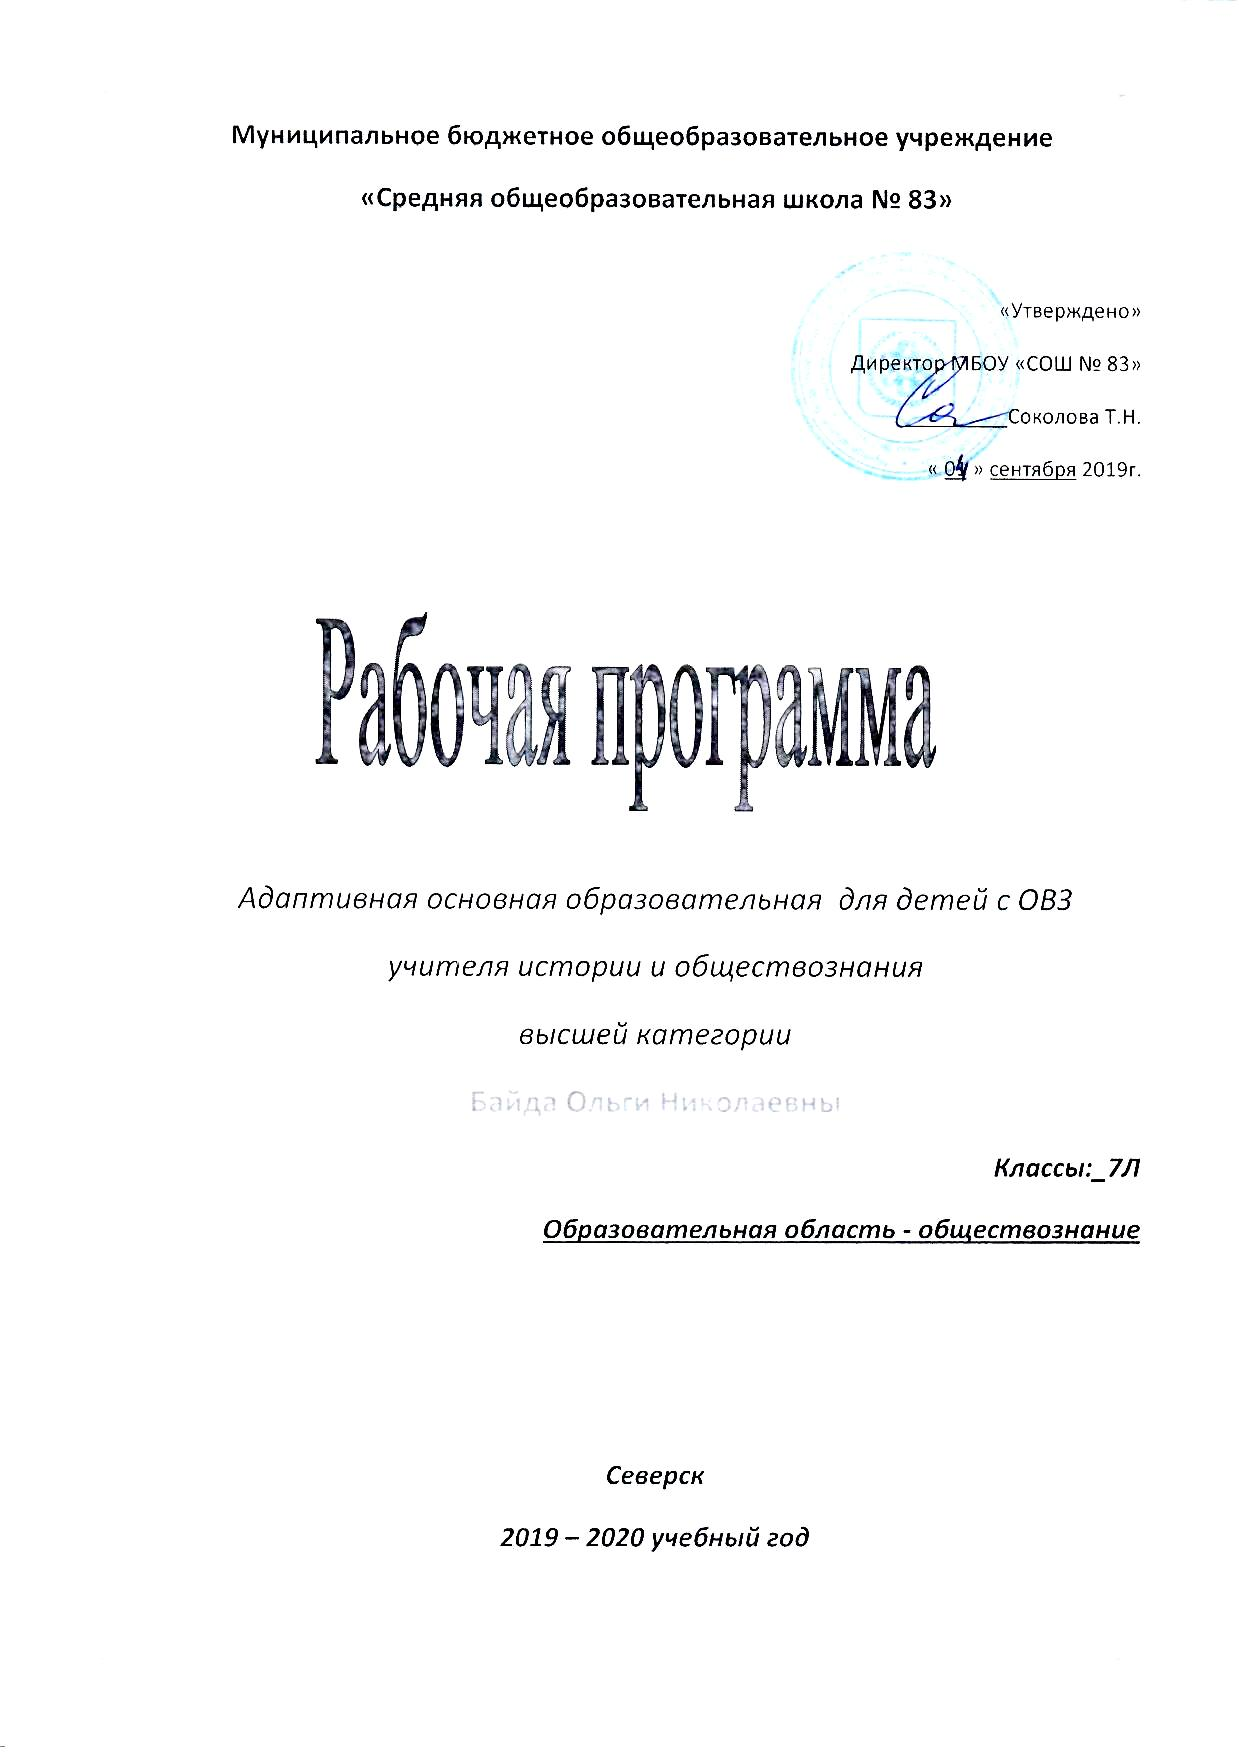 Муниципальное бюджетное общеобразовательное учреждение
«Средняя общеобразовательная школа № 83»
«Утверждено»
Директор МБОУ «СОШ № 83»
__________Соколова Т.Н.
« » сентября 2019г.
Рабочая программа
Адаптивная основная образовательная для детей с ОВЗ
учителя истории и обществознания
высшей категории
Байда Ольги Николаевны
Классы:_7Л
Образовательная область - обществознание
Северск
2019 – 2020 учебный год